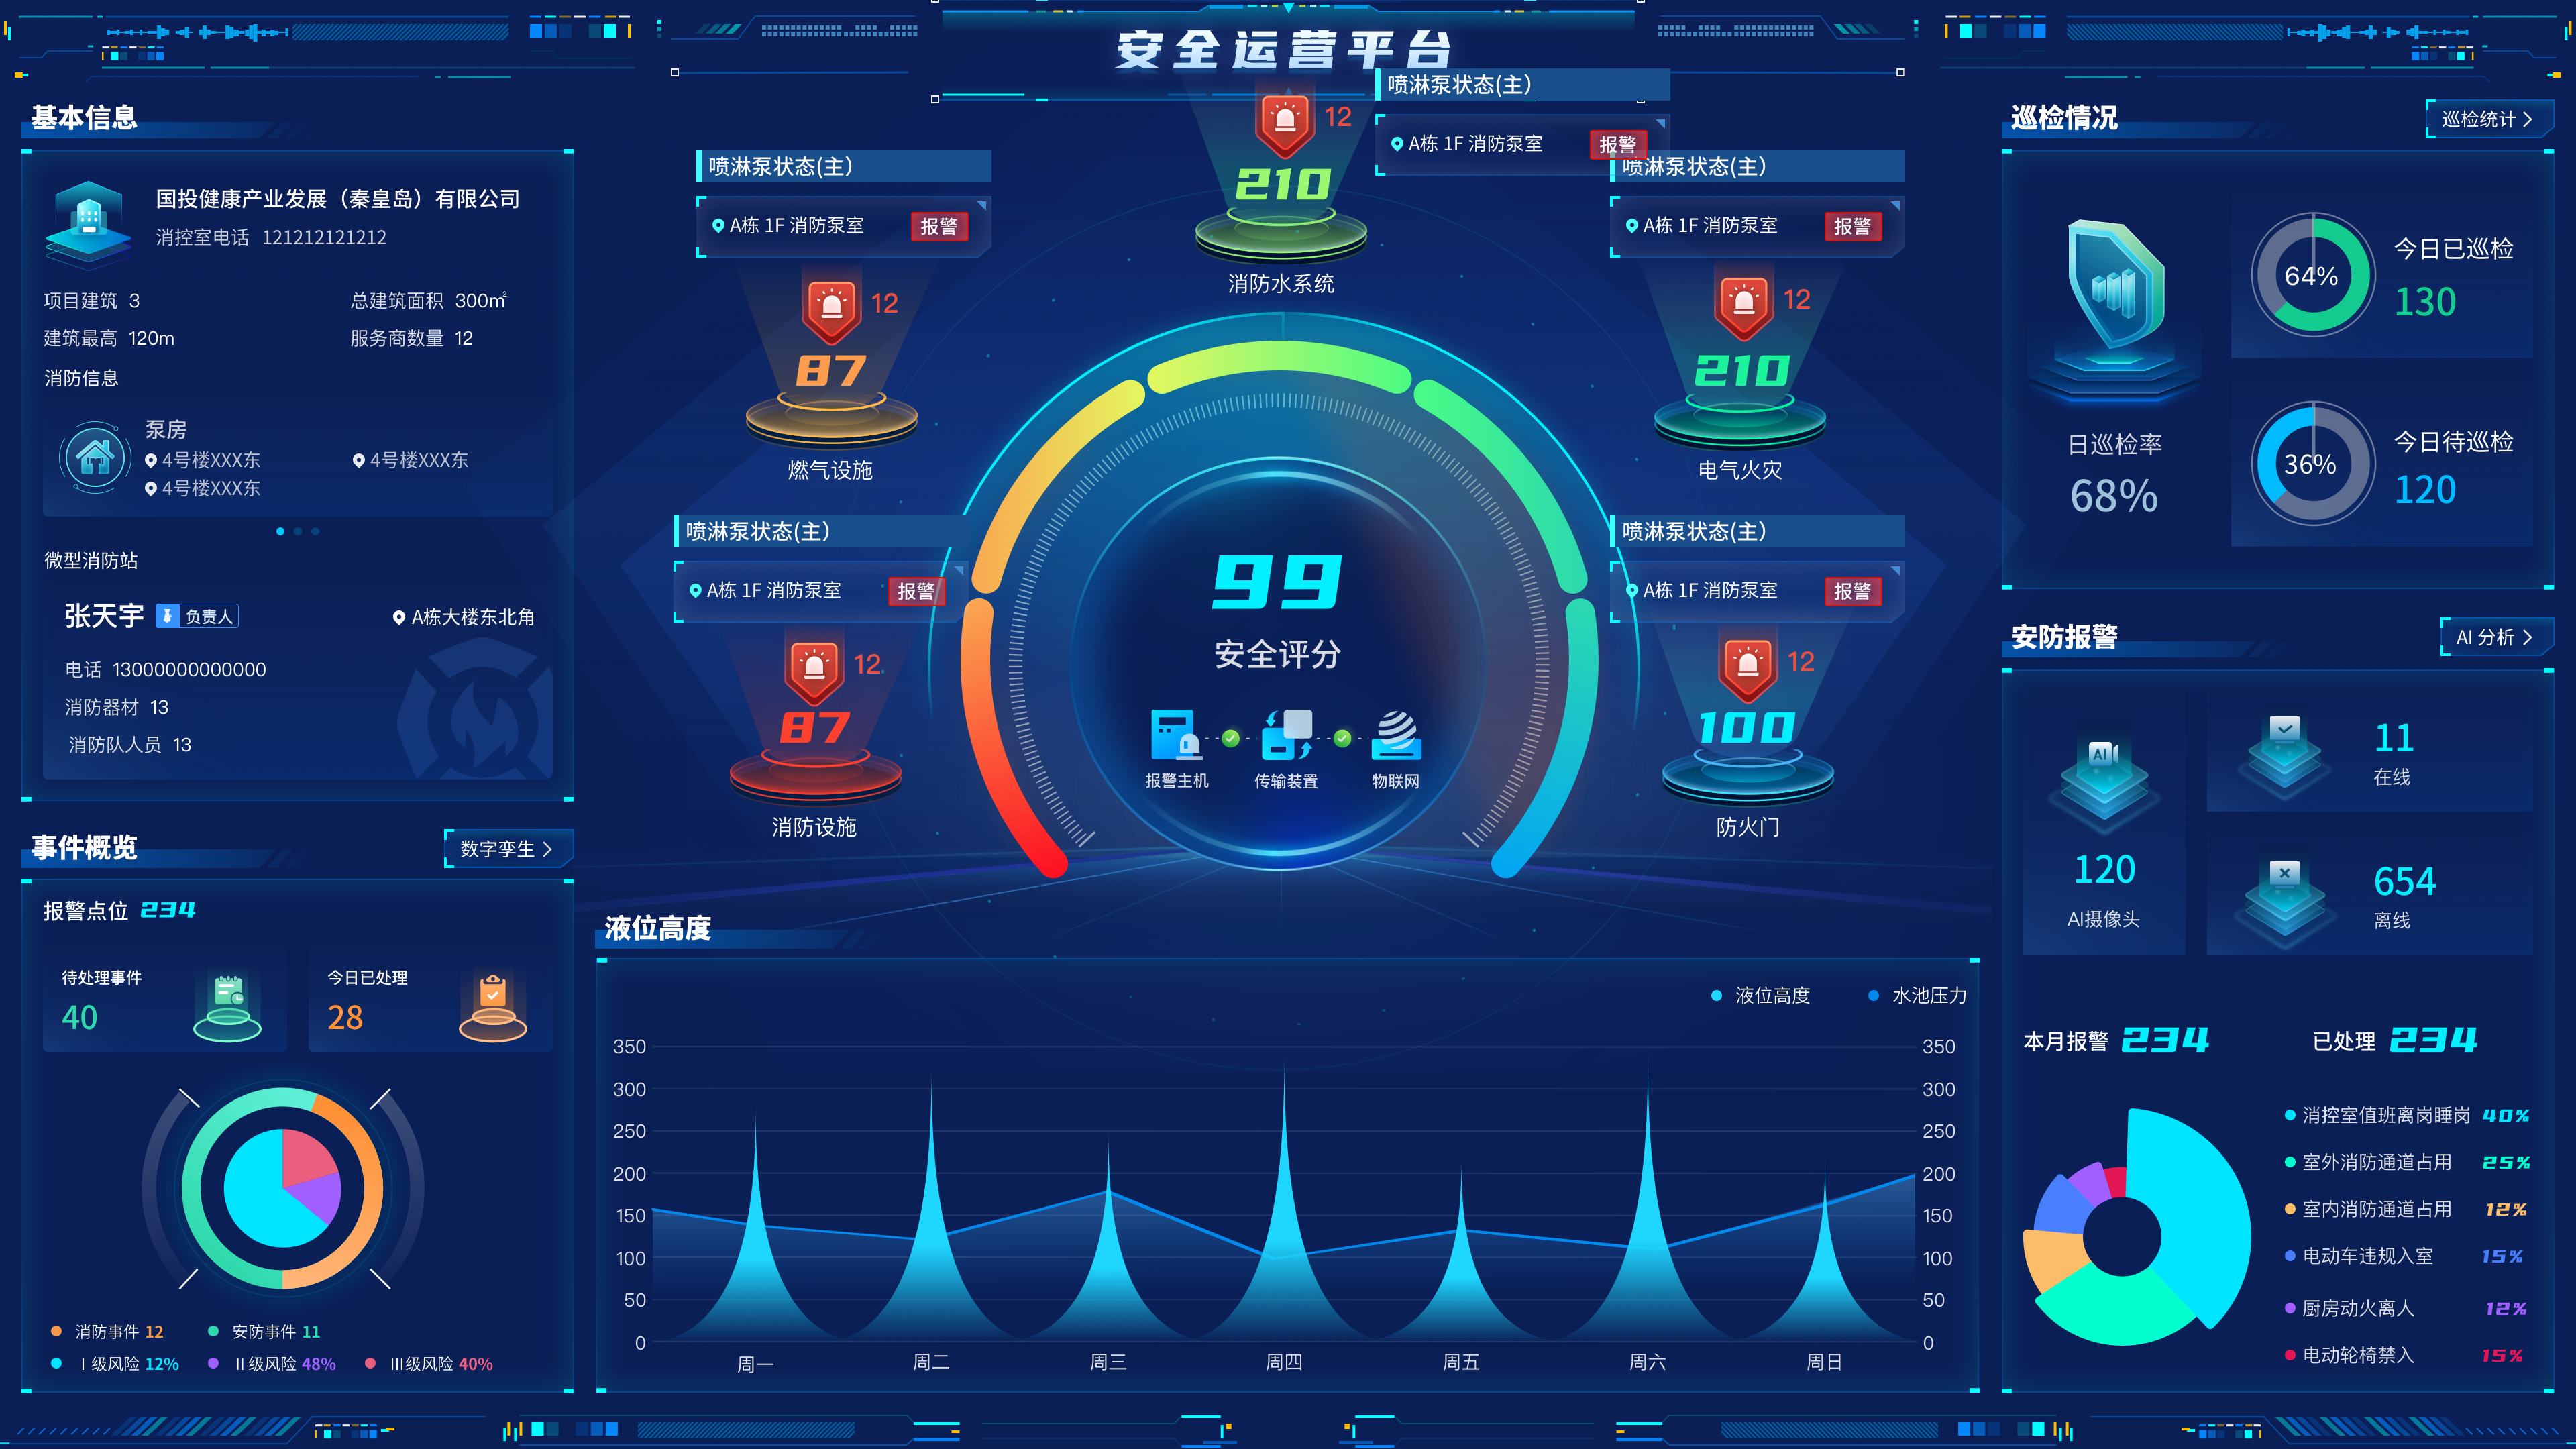 安全运营平台
基本信息
国投健康产业发展（秦皇岛）有限公司
消控室电话 121212121212
项目建筑 3
总建筑面积 300㎡
建筑最高 120m
服务商数量 12
消防信息
泵房
4号楼XXX东
4号楼XXX东
4号楼XXX东
微型消防站
张天宇 负责人
A栋大楼东北角
电话 13000000000000
消防器材 13
消防队人员 13
事件概览
数字孪生
报警点位 234
待处理事件
40
今日已处理
28
消防事件 12
安防事件 11
I 级风险 12%
II 级风险 48%
III级风险 40%
喷淋泵状态(主)
A栋 1F 消防泵室
报警
12
87
燃气设施
12
210
消防水系统
喷淋泵状态(主)
A栋 1F 消防泵室
报警
喷淋泵状态(主)
A栋 1F 消防泵室
报警
12
210
电气火灾
喷淋泵状态(主)
A栋 1F 消防泵室
报警
12
87
消防设施
99
安全评分
报警主机
传输装置
物联网
喷淋泵状态(主)
A栋 1F 消防泵室
报警
12
100
防火门
液位高度
液位高度
水池压力
350
300
250
200
150
100
50
0
350
300
250
200
150
100
50
0
周一
周二
周三
周四
周五
周六
周日
巡检情况
巡检统计
日巡检率
68%
64%
今日已巡检
130
36%
今日待巡检
120
安防报警
AI 分析
AI
120
AI摄像头
11
在线
654
离线
本月报警 234
已处理 234
消控室值班离岗睡岗 40%
室外消防通道占用 25%
室内消防通道占用 12%
电动车违规入室 15%
厨房动火离人 12%
电动轮椅禁入 15%